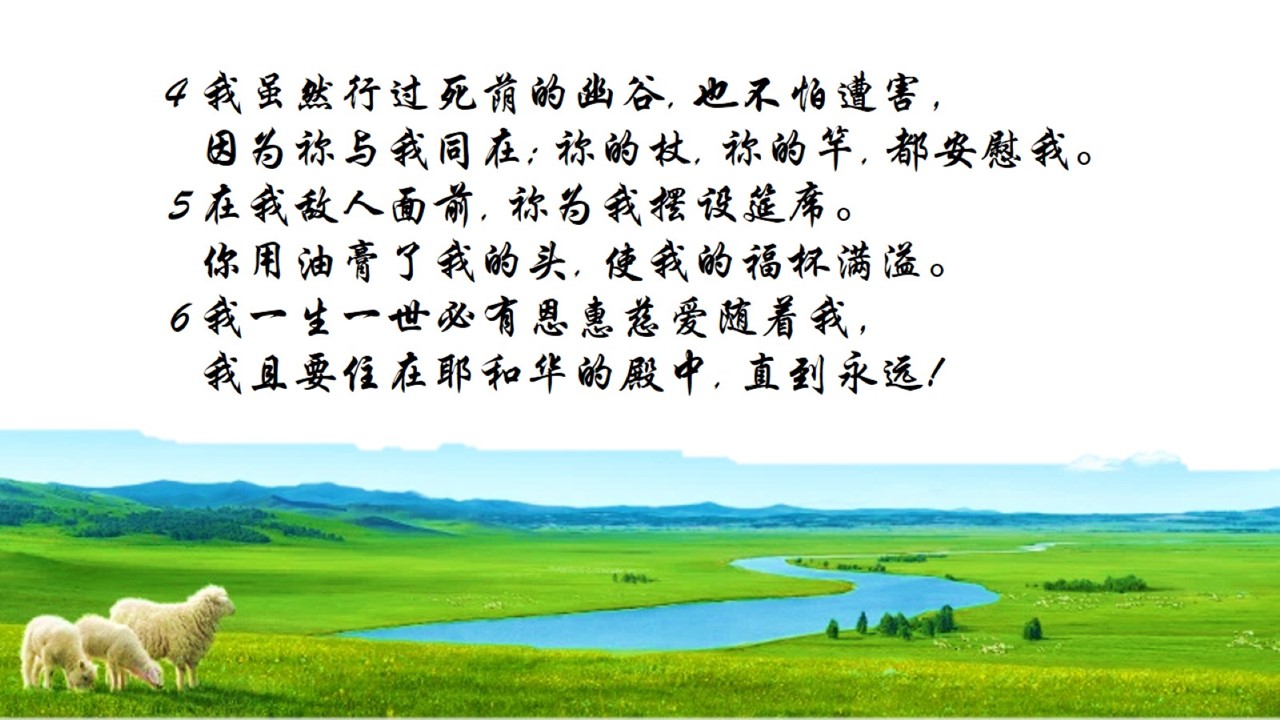 4 我虽然行过死荫的幽谷, 也不怕遭害,
因为祢与我同在; 祢的杖, 祢的竿, 都安慰我。
5 在我敌人面前, 祢为我摆设筵席。
你用油膏了我的头, 使我的福杯满溢。
6 我一生一世必有恩惠慈爱随着我,
我且要住在耶和华的殿中, 直到永远!